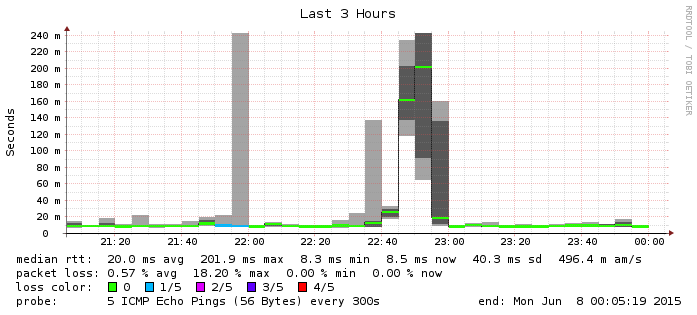 Last 3 Hours
RRDTOOL / TOBI OETIKER
Seconds
240 m
220 m
200 m
180 m
160 m
140 m
120 m
100 m
80 m
60 m
40 m
20 m
0
21:20 21:40 22:00 22:20 22:40 23:00 23:20 23:40 00:00
median rtt: 20.0 ms avg 201.9 ms max 8.3 ms min 8.5 ms now 40.3 ms sd 496.4 m am/s
packet loss: 0.57 % avg 18.20 % max 0.00 % min 0.00 % now
loss color: 0 1/5 2/5 3/5 4/5
probe: 5 ICMP Echo Pings (56 Bytes) every 300s end: Mon Jun 8 00:05:19 2015